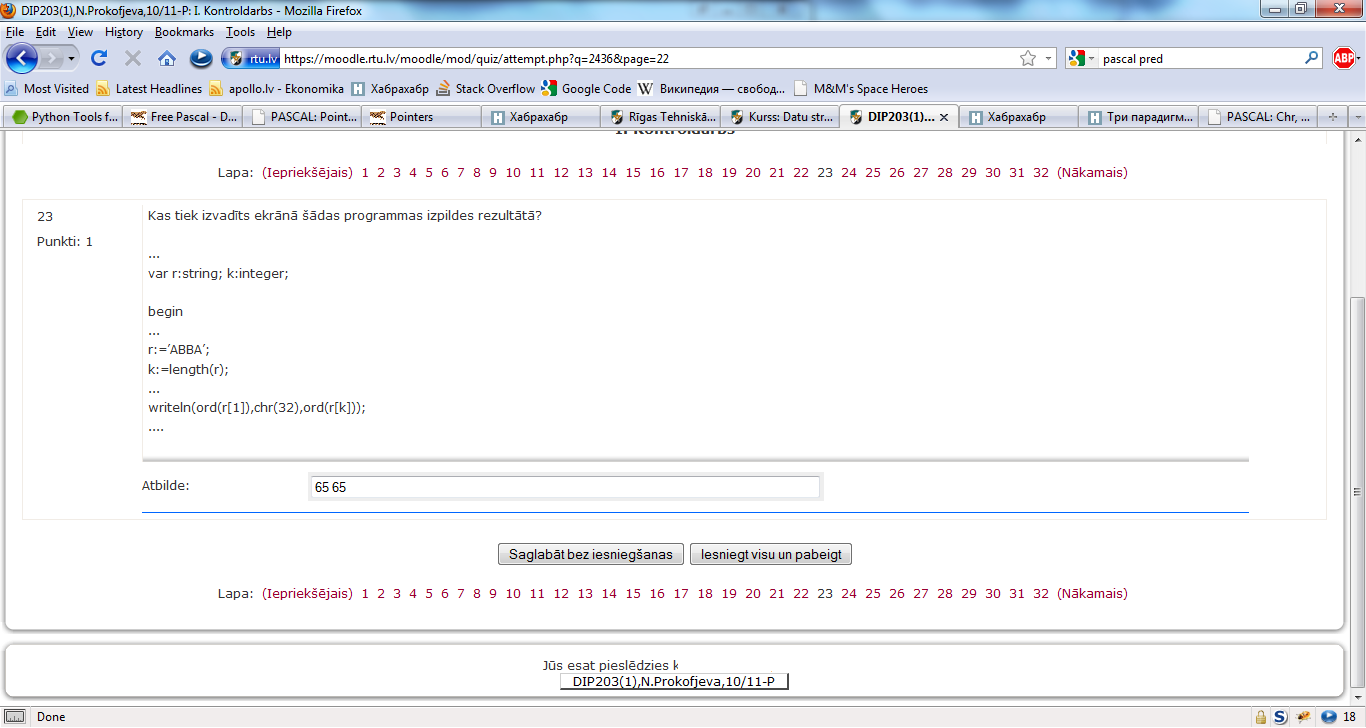 DIP203(1),N.Prokofjeva,10/11-P: I. Kontroldarbs - Mozilla Firefox
File Edit View History Bookmarks Tools Help
rtu.lv https://moodle.rtu.lv/moodle/mod/quiz/attempt.php?q=2436&page=22 pascal pred ABP
Most Visited Latest Headlines apollo.lv - Ekonomika Хабрахабр Stack Overflow Google Code Википедия — свобод... M&M's Space Heroes
Python Tools f... Free Pascal - D... PASCAL: Point... Pointers Хабрахабр Rīgas Tehniskā... Kurss: Datu str... DIP203(1)... Хабрахабр Три парадигм... PASCAL: Chr, ...
I. Kontroldarbs
Lapa: (Iepriekšējais) 1 2 3 4 5 6 7 8 9 10 11 12 13 14 15 16 17 18 19 20 21 22 23 24 25 26 27 28 29 30 31 32 (Nākamais)
23
Punkti: 1
Kas tiek izvadīts ekrānā šādas programmas izpildes rezultātā?
...
var r:string; k:integer;
begin
...
r:=’ABBA’;
k:=length(r);
...
writeln(ord(r[1]),chr(32),ord(r[k]));
....
Atbilde: 65 65
Saglabāt bez iesniegšanas Iesniegt visu un pabeigt
Lapa: (Iepriekšējais) 1 2 3 4 5 6 7 8 9 10 11 12 13 14 15 16 17 18 19 20 21 22 23 24 25 26 27 28 29 30 31 32 (Nākamais)
Jūs esat pieslēdzies k
DIP203(1),N.Prokofjeva,10/11-P
Done 18